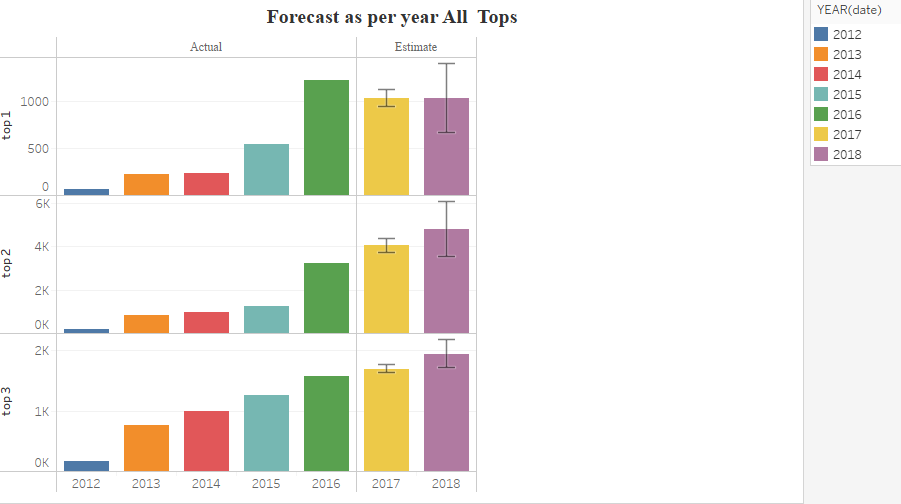 Forecast as per year All Tops
Actual Estimate
top1
1000
500
0
top2
6K
4K
2K
0K
top3
2K
1K
0K
2012 2013 2014 2015 2016 2017 2018
YEAR(date)
2012
2013
2014
2015
2016
2017
2018